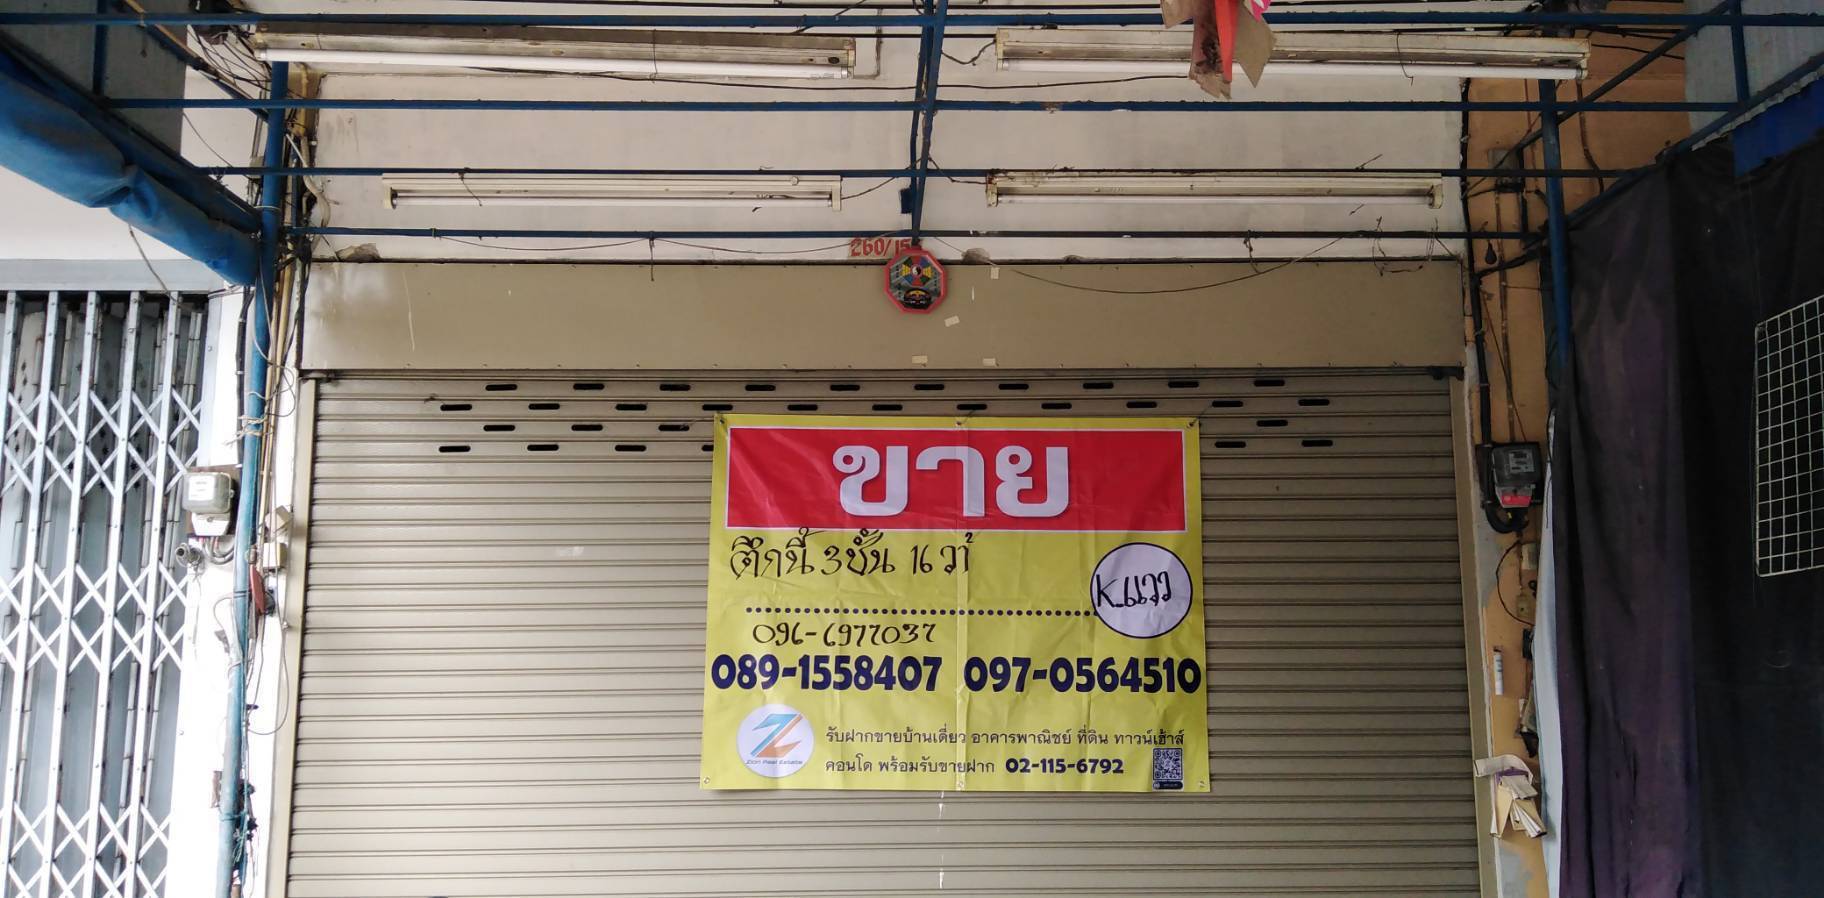 260/15
ขาย
ตึกนี้ 3ชั้น 16 วา
K.แวว
096-6977037
089-1558407 097-0564510
รับฝากขายบ้านเดี่ยว อาคารพาณิชย์ ที่ดิน ทาวน์เฮ้าส์
คอนโด พร้อมรับขายฝาก 02-115-6792
Zion Real Estate